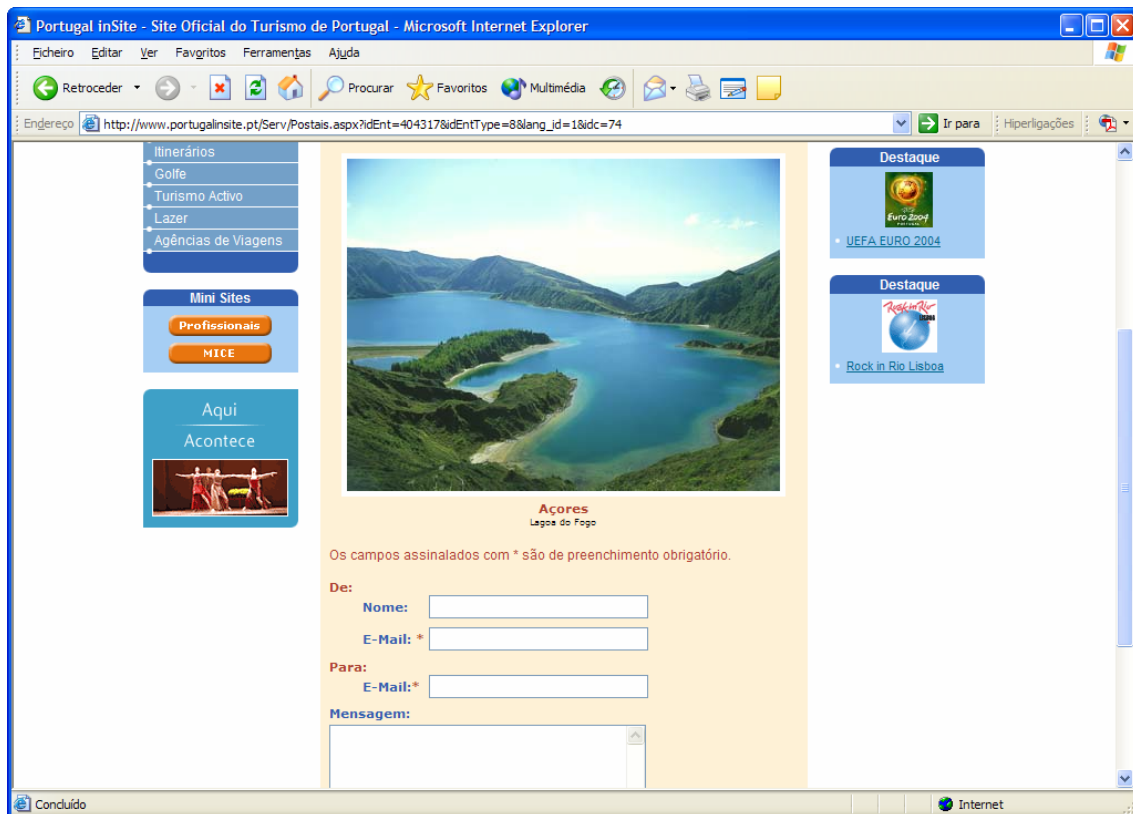 Portugal inSite - Site Oficial do Turismo de Portugal - Microsoft Internet Explorer
Ficheiro Editar Ver Favoritos Ferramentas Ajuda
Retroceder Procurar Favoritos Multimédia
Endereço http://www.portugalinsite.pt/Serv/Postais.aspx?idEnt=404317&idEntType=8&lang_id=1&idc=74 Ir para Hiperligações
Itinerários
Golfe
Turismo Activo
Lazer
Agências de Viagens
Mini Sites
Profissionais
MICE
Aqui
Acontece
Açores
Lagoa do Fogo
Os campos assinalados com * são de preenchimento obrigatório.
De:
Nome:
E-Mail: *
Para:
E-Mail:*
Mensagem:
Destaque
Euro 2004
PORTUGAL
UEFA EURO 2004
Destaque
Rock in Rio
LISBOA
Rock in Rio Lisboa
Concluído Internet